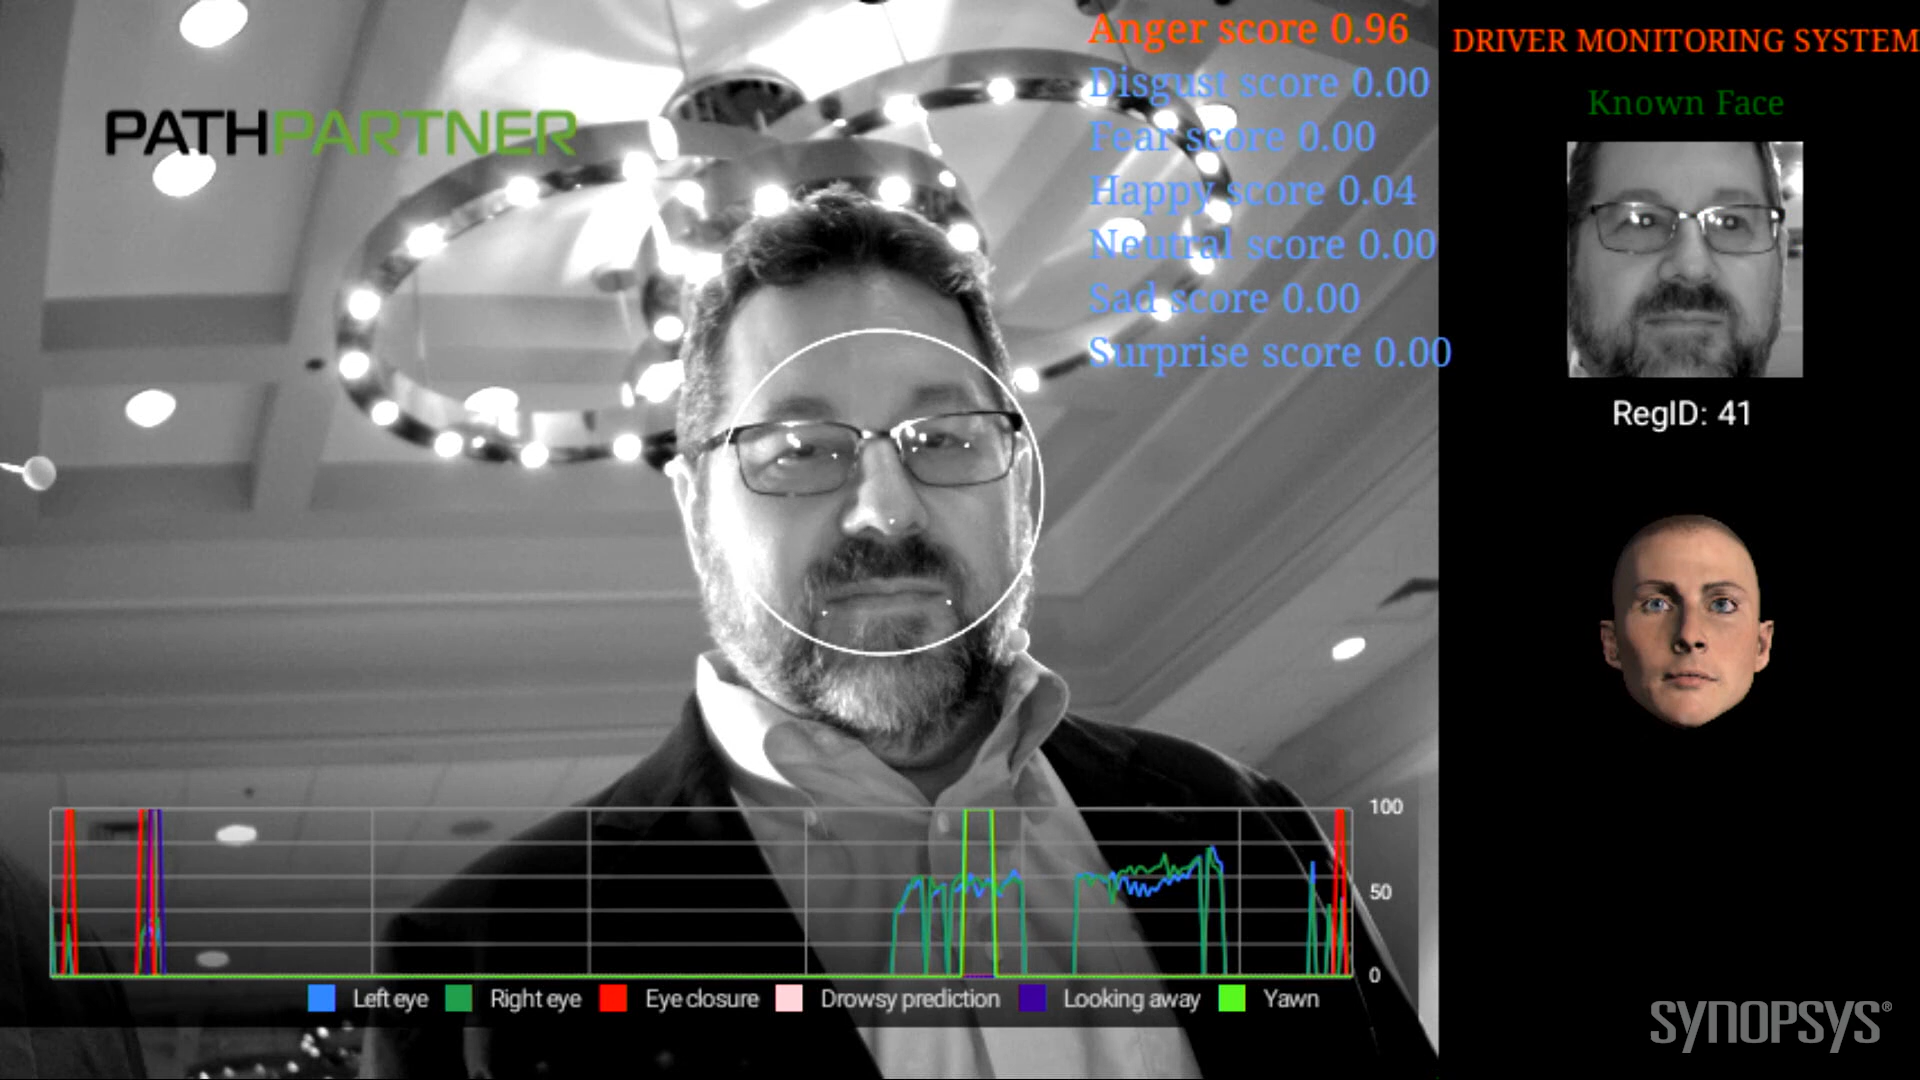 PATHPARTNER
Anger score 0.96
Disgust score 0.00
Fear score 0.00
Happy score 0.04
Neutral score 0.00
Sad score 0.00
Surprise score 0.00
DRIVER MONITORING SYSTEM
Known Face
RegID: 41
100
50
0
Left eye
Right eye
Eye closure
Drowsy prediction
Looking away
Yawn
SYNOPSYS®